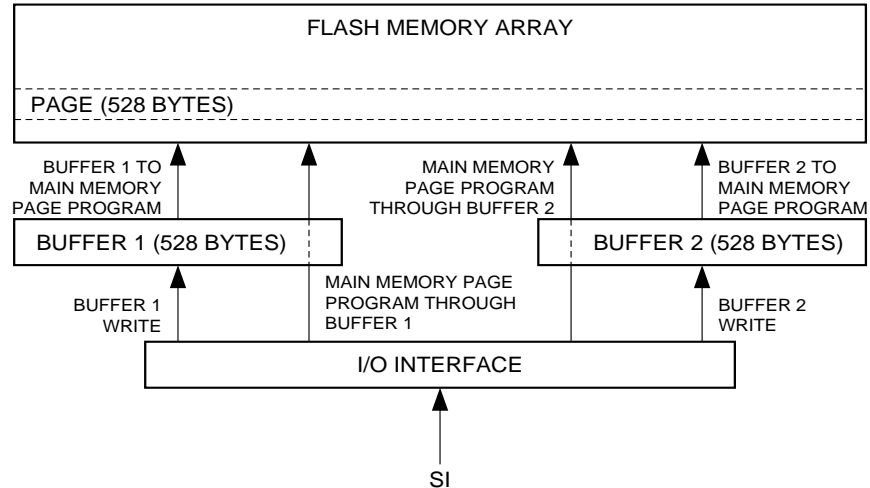 FLASH MEMORY ARRAY
PAGE (528 BYTES)
BUFFER 1 TO
MAIN MEMORY
PAGE PROGRAM
MAIN MEMORY
PAGE PROGRAM
THROUGH BUFFER 2
BUFFER 2 TO
MAIN MEMORY
PAGE PROGRAM
BUFFER 1 (528 BYTES)
BUFFER 2 (528 BYTES)
BUFFER 1
WRITE
MAIN MEMORY PAGE
PROGRAM THROUGH
BUFFER 1
BUFFER 2
WRITE
I/O INTERFACE
SI